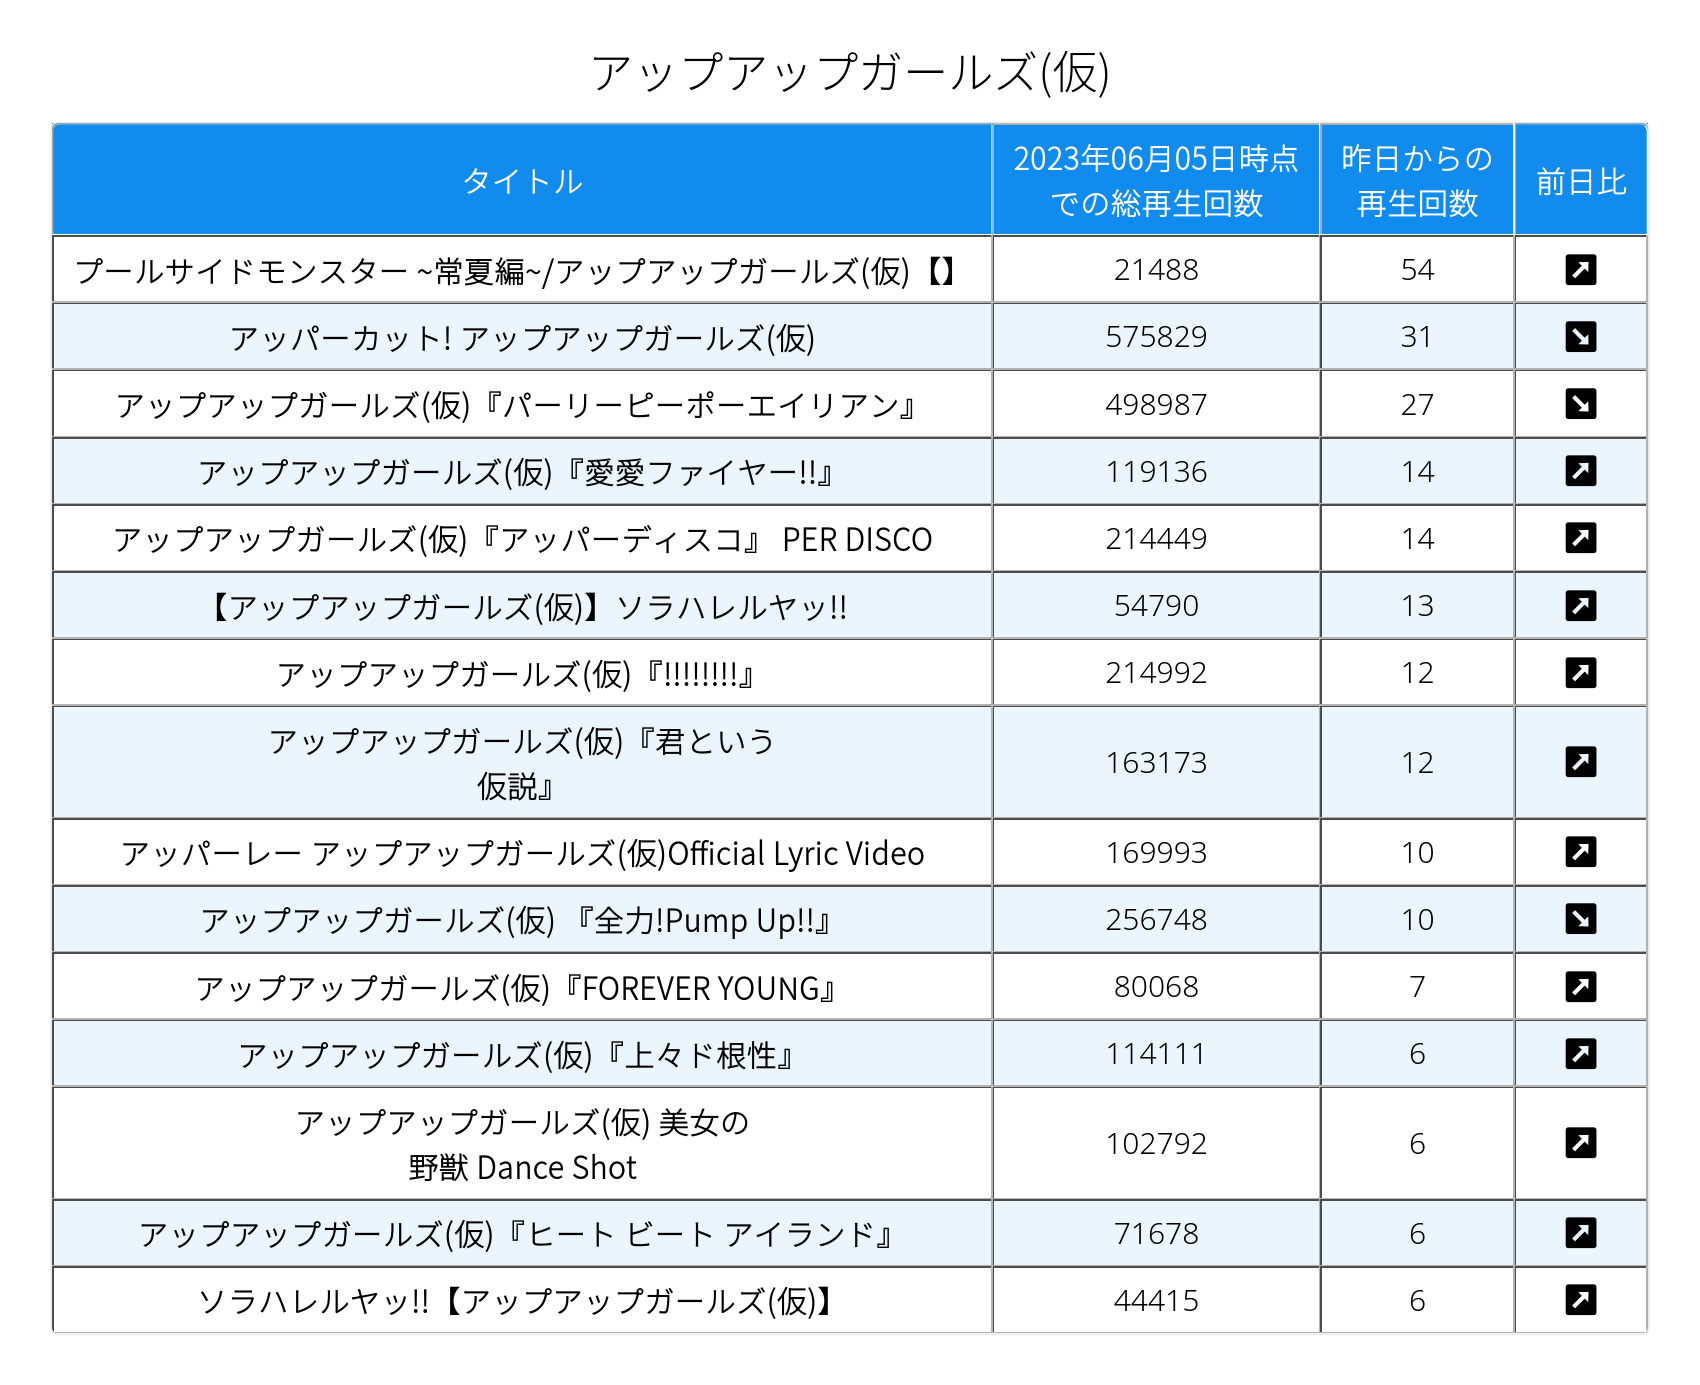 アップアップガールズ(仮)
タイトル
2023年06月05日時点
での総再生回数
昨日からの
再生回数
前日比
プールサイドモンスター ~常夏編~/アップアップガールズ(仮)【】 21488 54
アッパーカット! アップアップガールズ(仮) 575829 31
アップアップガールズ(仮)『パーリーピーポーエイリアン』 498987 27
アップアップガールズ(仮)『愛愛ファイヤー!!』 119136 14
アップアップガールズ(仮)『アッパーディスコ』 PER DISCO 214449 14
【アップアップガールズ(仮)】ソラハレルヤッ!! 54790 13
アップアップガールズ(仮)『!!!!!!!!』 214992 12
アップアップガールズ(仮)『君という
仮説』 163173 12
アッパーレー アップアップガールズ(仮)Official Lyric Video 169993 10
アップアップガールズ(仮) 『全力!Pump Up!!』 256748 10
アップアップガールズ(仮)『FOREVER YOUNG』 80068 7
アップアップガールズ(仮)『上々ド根性』 114111 6
アップアップガールズ(仮) 美女の
野獣 Dance Shot 102792 6
アップアップガールズ(仮)『ヒート ビート アイランド』 71678 6
ソラハレルヤッ!!【アップアップガールズ(仮)】 44415 6